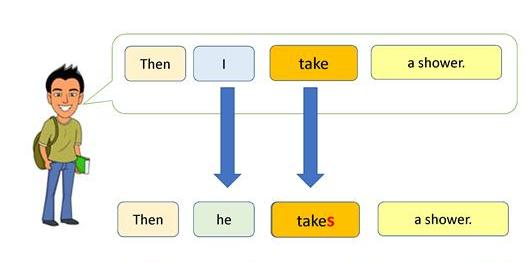 Then I take a shower.
Then he takes a shower.